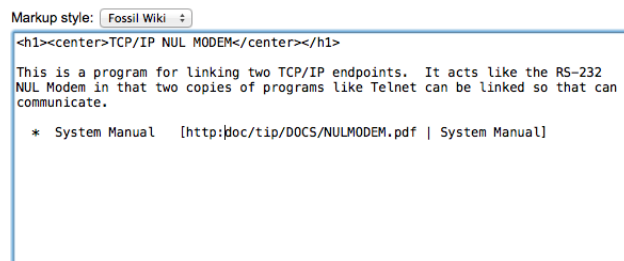 Markup style: Fossil Wiki
<h1><center>TCP/IP NUL MODEM</center></h1>
This is a program for linking two TCP/IP endpoints.  It acts like the RS-232
NUL Modem in that two copies of programs like Telnet can be linked so that can
communicate.
*  System Manual   [http:doc/tip/DOCS/NULMODEM.pdf | System Manual]